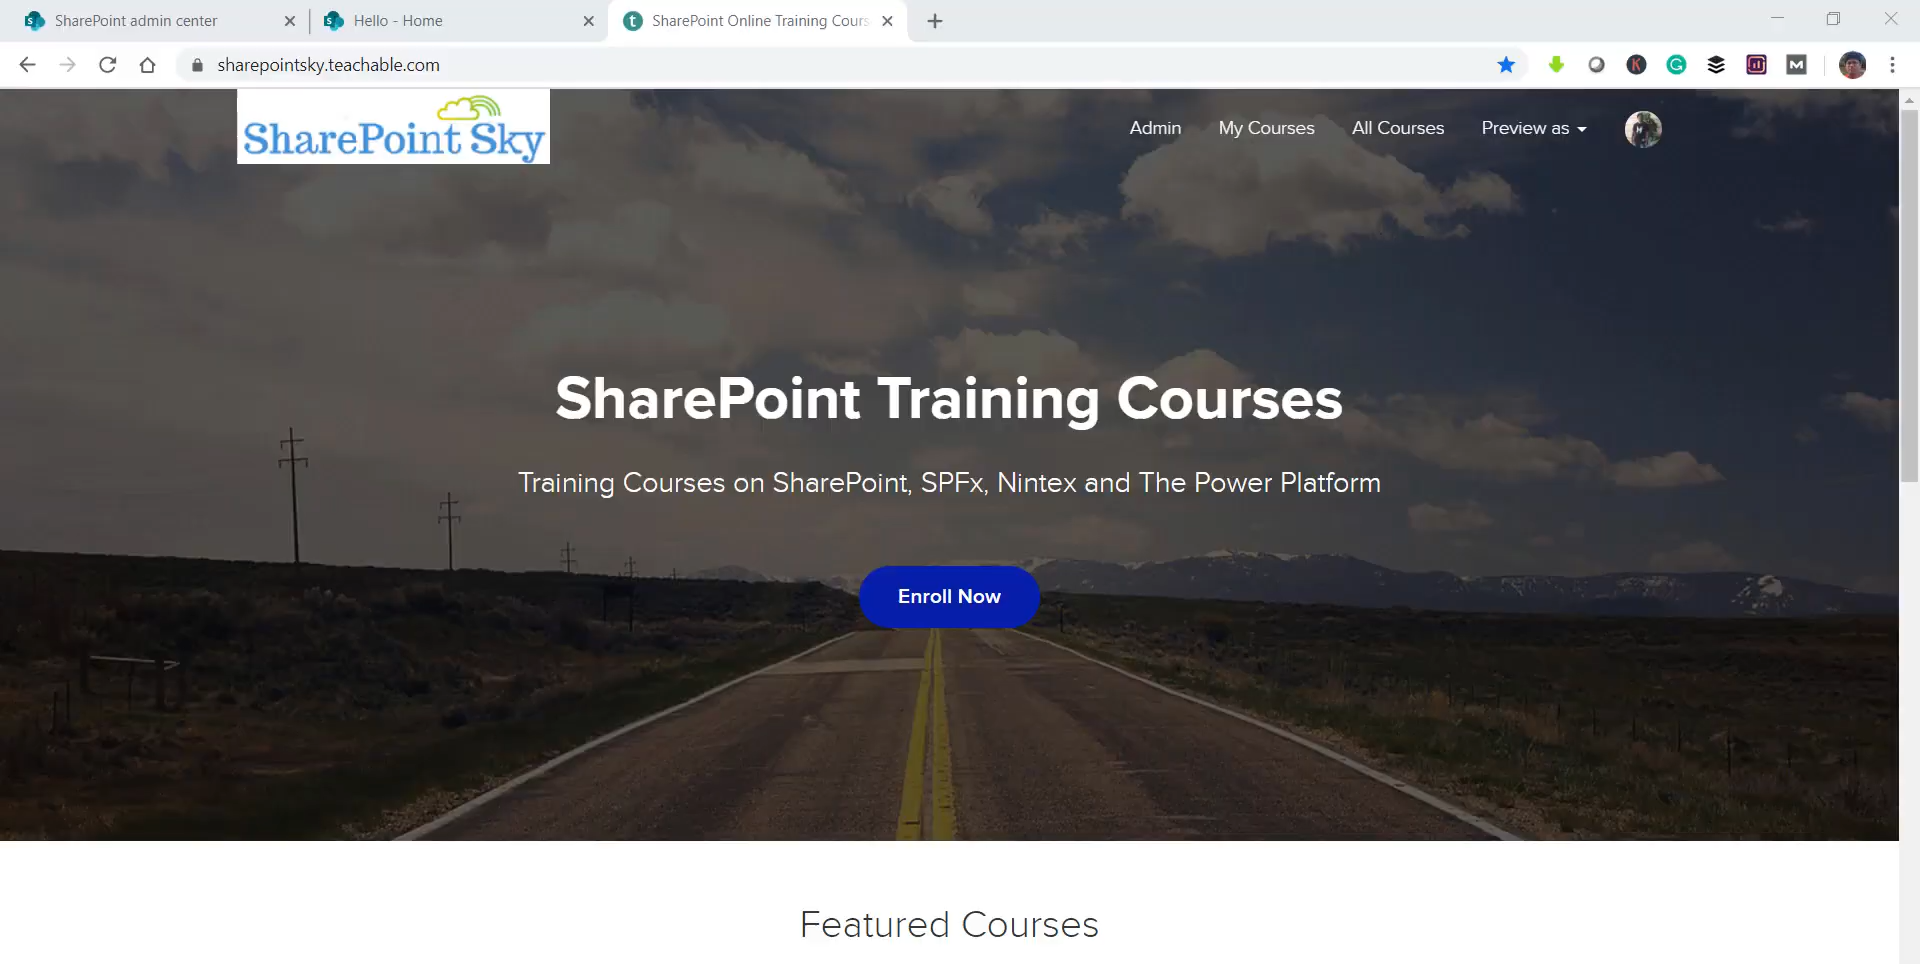 SharePoint admin center
Hello - Home
SharePoint Online Training Cours
sharepointsky.teachable.com
SharePoint Sky
Admin
My Courses
All Courses
Preview as
SharePoint Training Courses
Training Courses on SharePoint, SPFx, Nintex and The Power Platform
Enroll Now
Featured Courses